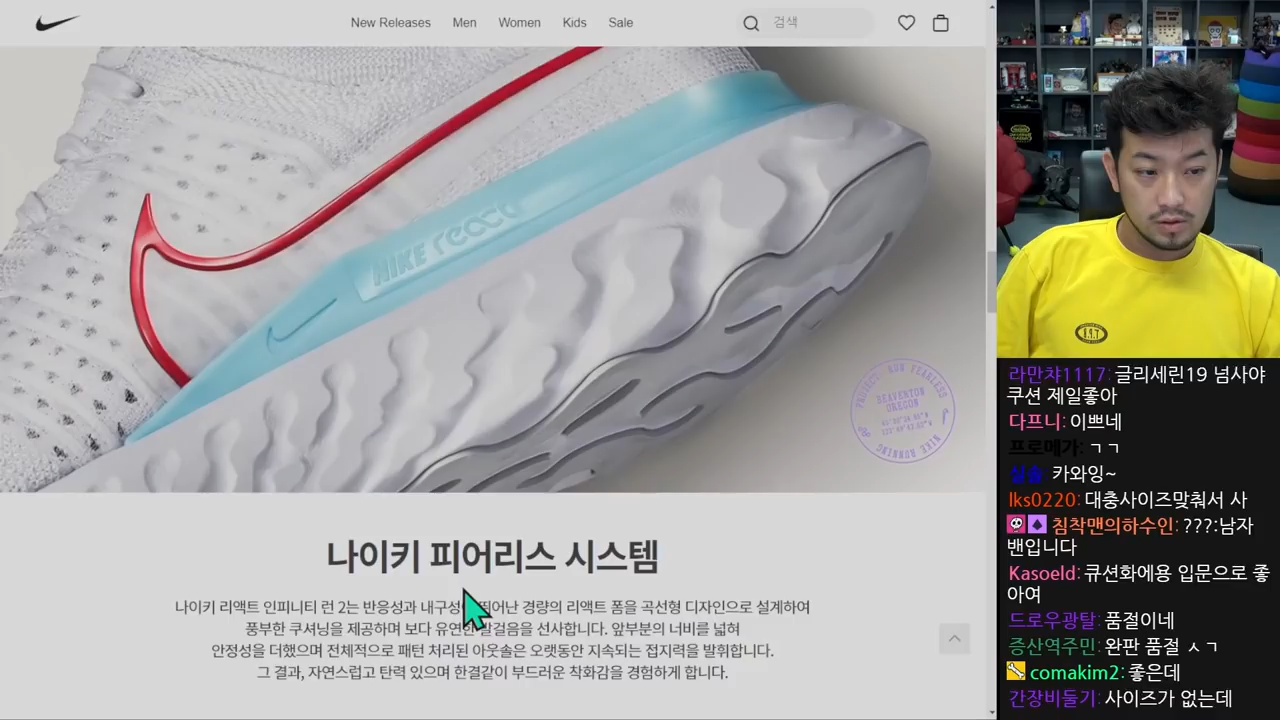 New Releases Men Women Kids Sale
검색
NIKE react
PROJECT RUN FEARLESS
BEAVERTON
OREGON
NIKE RUNNING
나이키 피어리스 시스템
나이키 리액트 인피니티 런 2는 반응성과 내구성이 뛰어난 경량의 리액트 폼을 곡선형 디자인으로 설계하여
풍부한 쿠셔닝을 제공하여 보다 유연한 발걸음을 선사합니다. 앞부분의 너비를 넓혀
안정성을 더했으며 전체적으로 패턴 처리된 아웃솔은 오랫동안 지속되는 접지력을 발휘합니다.
그 결과, 자연스럽고 탄력 있으며 한결같이 부드러운 착화감을 경험하게 합니다.
라만챠1117: 글리세린19 넘사야
쿠션 제일좋아
다프니: 이쁘네
프로메가: ㄱㄱ
실솔: 카와잉~
lks0220: 대충사이즈맞춰서 사
침착맨의하수인: ???:남자
밴입니다
Kasoeld: 큐션화에용 입문으로 좋
아여
드로우광탈: 품절이네
증산역주민: 완판 품절 ㅅㄱ
comakim2: 좋은데
간장비둘기: 사이즈가 없는데